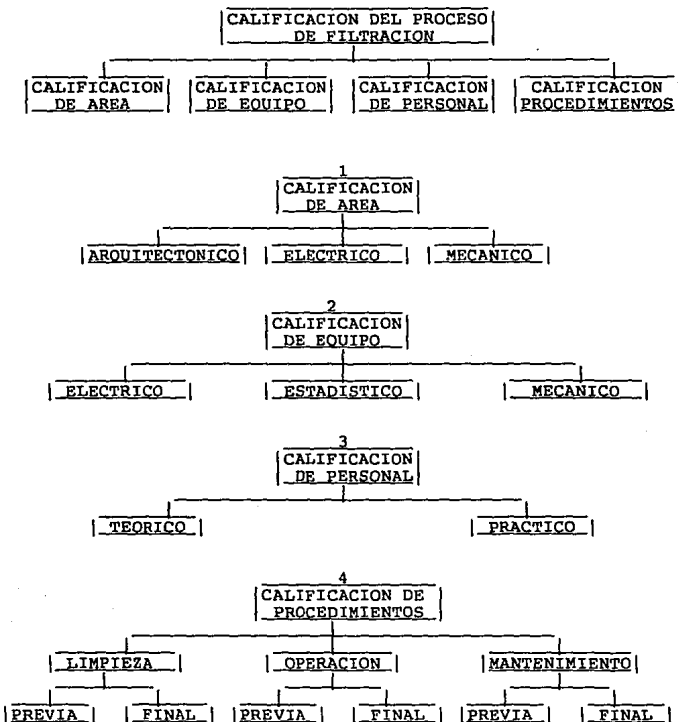 CALIFICACION DEL PROCESO
DE FILTRACION
CALIFICACION
DE AREA
CALIFICACION
DE EQUIPO
CALIFICACION
DE PERSONAL
CALIFICACION
PROCEDIMIENTOS
1
CALIFICACION
DE AREA
ARQUITECTONICO
ELECTRICO
MECANICO
2
CALIFICACION
DE EQUIPO
ELECTRICO
ESTADISTICO
MECANICO
3
CALIFICACION
DE PERSONAL
TEORICO
PRACTICO
4
CALIFICACION DE
PROCEDIMIENTOS
LIMPIEZA
OPERACION
MANTENIMIENTO
PREVIA
FINAL
PREVIA
FINAL
PREVIA
FINAL